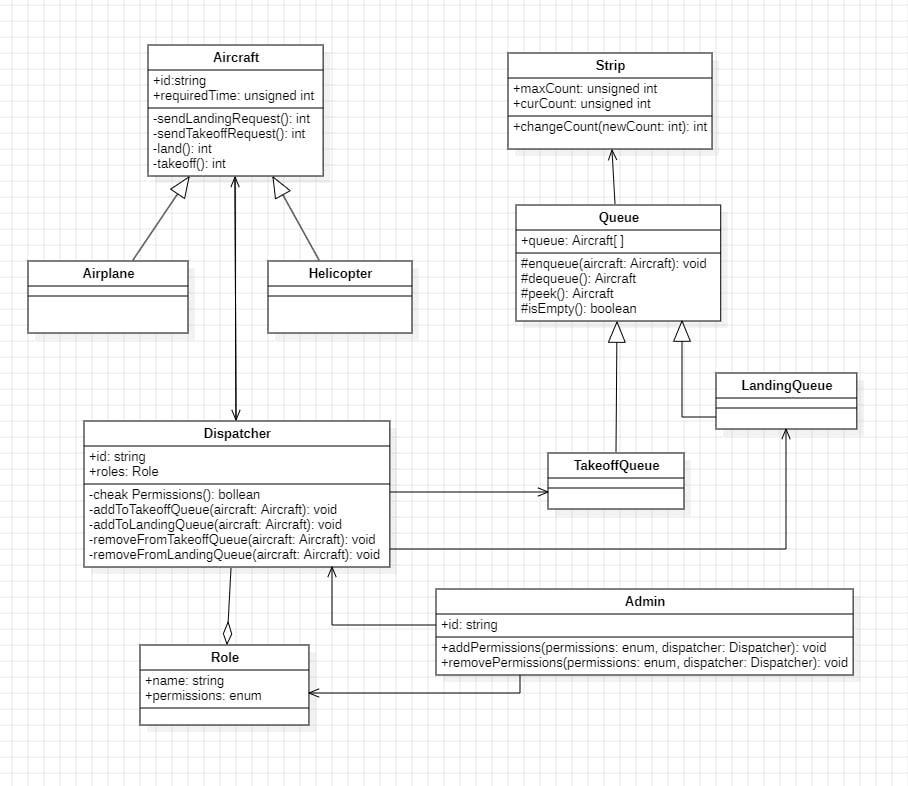 Aircraft
+id:string
+requiredTime: unsigned int
-sendLandingRequest(): int
-sendTakeoffRequest(): int
-land(): int
-takeoff(): int
Strip
+maxCount: unsigned int
+curCount: unsigned int
+changeCount(newCount: int): int
Queue
+queue: Aircraft[ ]
#enqueue(aircraft: Aircraft): void
#dequeue(): Aircraft
#peek(): Aircraft
#isEmpty(): boolean
Airplane
Helicopter
LandingQueue
Dispatcher
+id: string
+roles: Role
-cheak Permissions(): bollean
-addToTakeoffQueue(aircraft: Aircraft): void
-addToLandingQueue(aircraft: Aircraft): void
-removeFromTakeoffQueue(aircraft: Aircraft): void
-removeFromLandingQueue(aircraft: Aircraft): void
TakeoffQueue
Admin
+id: string
+addPermissions(permissions: enum, dispatcher: Dispatcher): void
+removePermissions(permissions: enum, dispatcher: Dispatcher): void
Role
+name: string
+permissions: enum